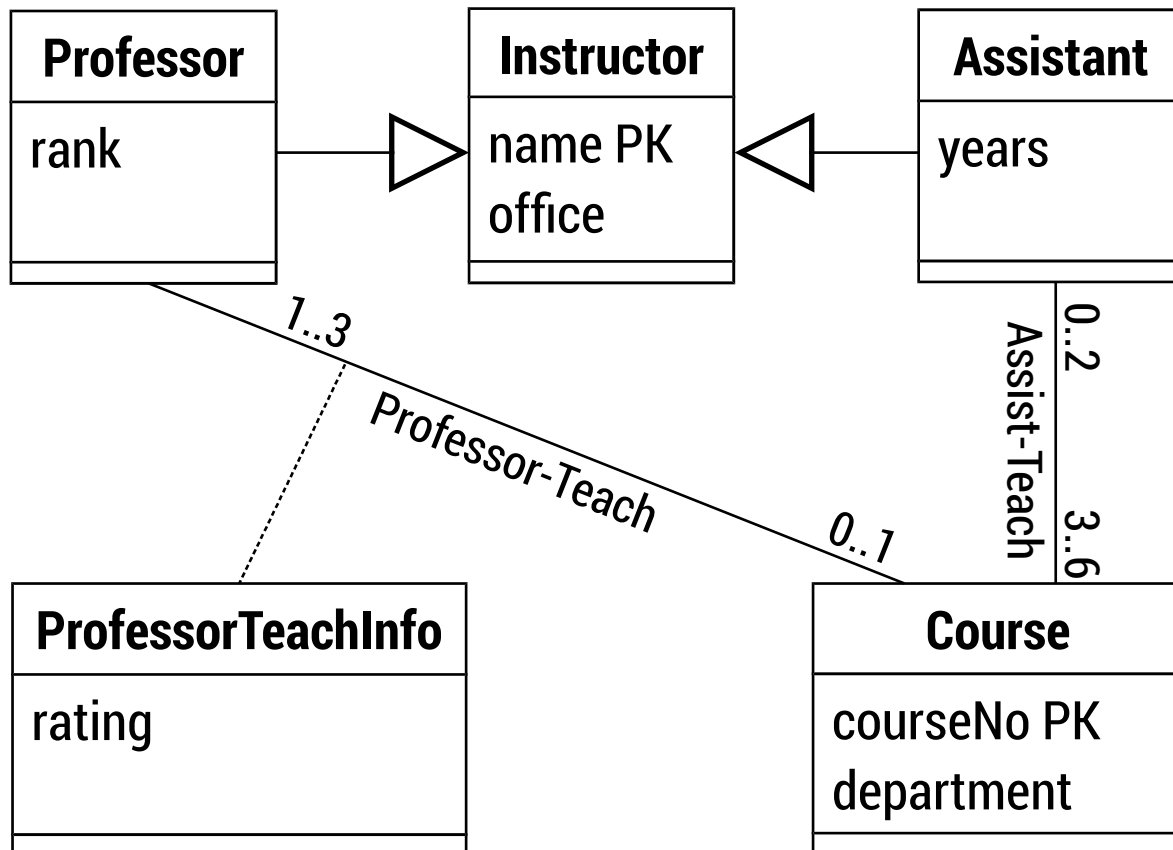 Professor
rank
Instructor
name PK
office
Assistant
years
1..3
Professor-Teach
0..1
0..2
Assist-Teach
3..6
ProfessorTeachInfo
rating
Course
courseNo PK
department